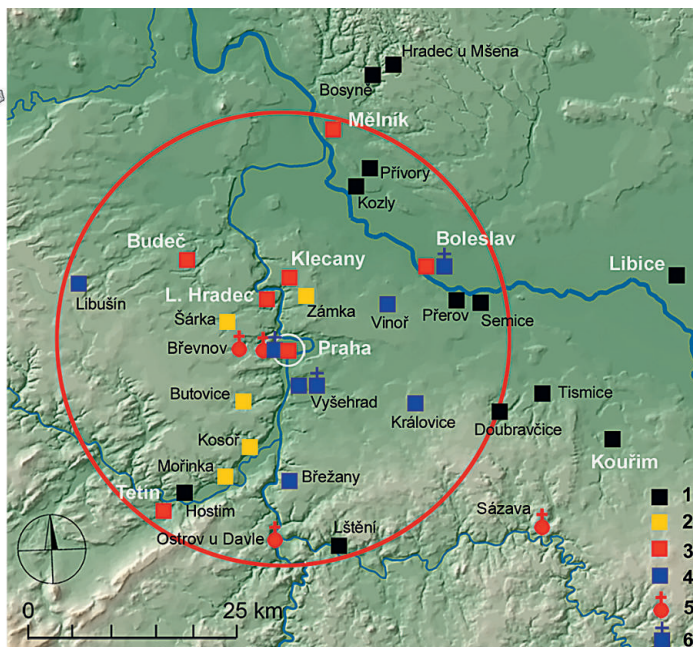 Hradec u Mšena
Bosyně
Mělník
Přívory
Kozly
Budeč
Klecany
Boleslav
Libice
Libušín
L. Hradec
Zámka
Vinoř
Přerov
Semice
Šárka
Břevnov
Praha
Butovice
Vyšehrad
Královice
Tismice
Doubravčice
Kosoř
Kouřim
Mořinka
Břežany
Tetín
Hostim
Sázava
Ostrov u Davle
Lštění
0 25 km
1
2
3
4
5
6